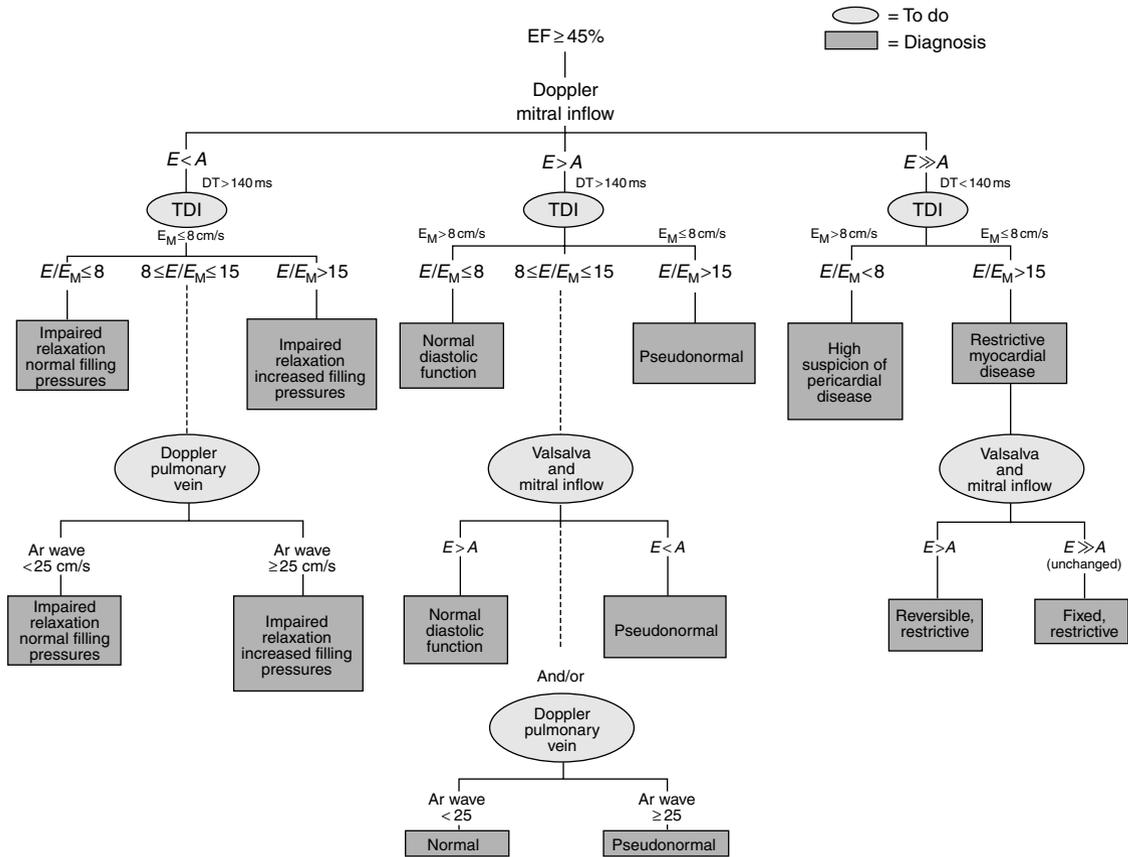 = To do
= Diagnosis
EF ≥ 45%
Doppler
mitral inflow
E < A
DT > 140 ms
TDI
E_M ≤ 8 cm/s
E/E_M ≤ 8
8 ≤ E/E_M ≤ 15
E/E_M > 15
Impaired
relaxation
normal filling
pressures
Impaired
relaxation
increased filling
pressures
Doppler
pulmonary
vein
Ar wave
< 25 cm/s
Ar wave
≥ 25 cm/s
Impaired
relaxation
normal filling
pressures
Impaired
relaxation
increased filling
pressures
E > A
DT > 140 ms
TDI
E_M > 8 cm/s
E_M ≤ 8 cm/s
E/E_M ≤ 8
8 ≤ E/E_M ≤ 15
E/E_M > 15
Normal
diastolic
function
Pseudonormal
Valsalva
and
mitral inflow
E > A
E < A
Normal
diastolic
function
Pseudonormal
And/or
Doppler
pulmonary
vein
Ar wave
< 25
Ar wave
≥ 25
Normal
Pseudonormal
E ≫ A
DT < 140 ms
TDI
E_M > 8 cm/s
E_M ≤ 8 cm/s
E/E_M < 8
E/E_M > 15
High
suspicion of
pericardial
disease
Restrictive
myocardial
disease
Valsalva
and
mitral inflow
E > A
E ≫ A
(unchanged)
Reversible,
restrictive
Fixed,
restrictive